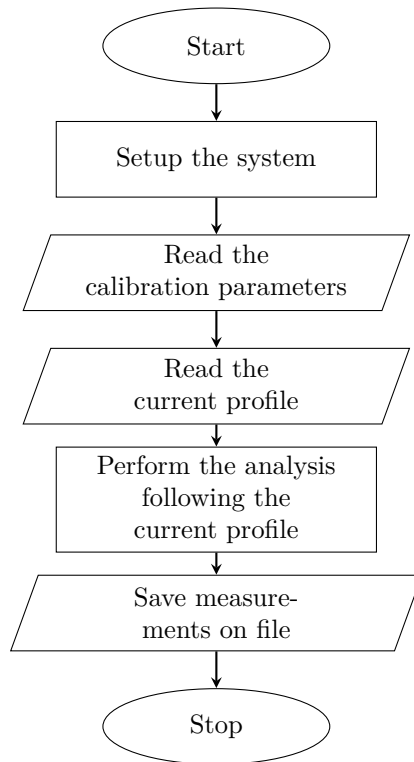 Start
Setup the system
Read the
calibration parameters
Read the
current profile
Perform the analysis
following the
current profile
Save measure-
ments on file
Stop